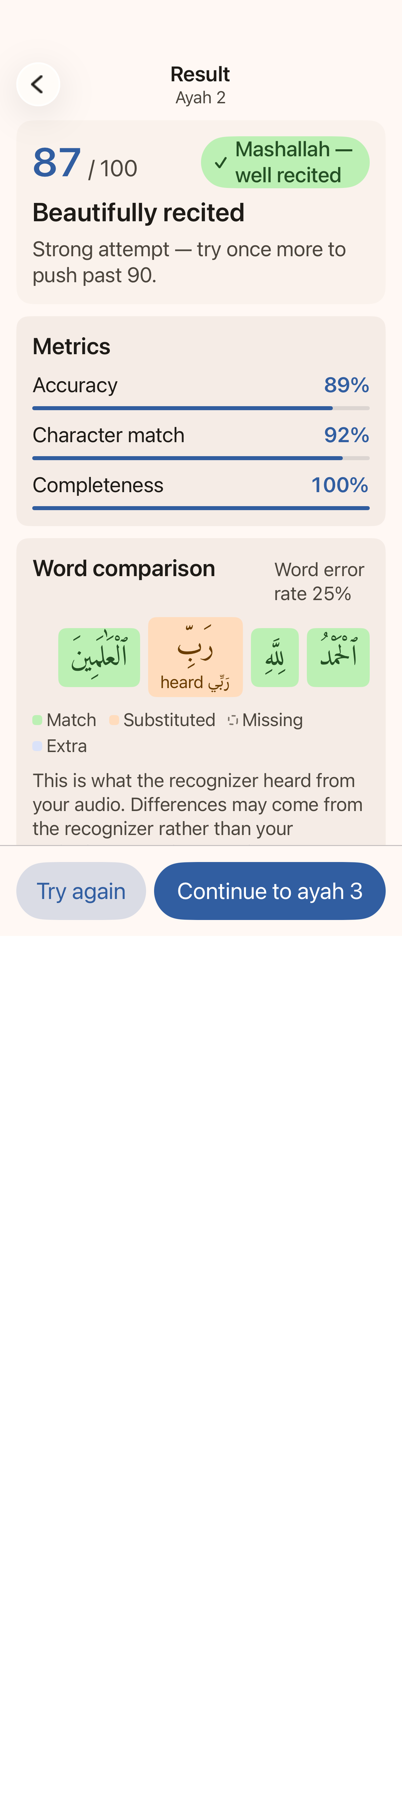 Result
Ayah 2
87 / 100
Mashallah —
well recited
Beautifully recited
Strong attempt — try once more to
push past 90.
Metrics
Accuracy 89%
Character match 92%
Completeness 100%
Word comparison
Word error
rate 25%
ٱلْحَمْدُ لِلَّهِ رَبِّ ٱلْعَٰلَمِينَ
heard رَبِّي
Match Substituted Missing
Extra
This is what the recognizer heard from
your audio. Differences may come from
the recognizer rather than your
Try again
Continue to ayah 3